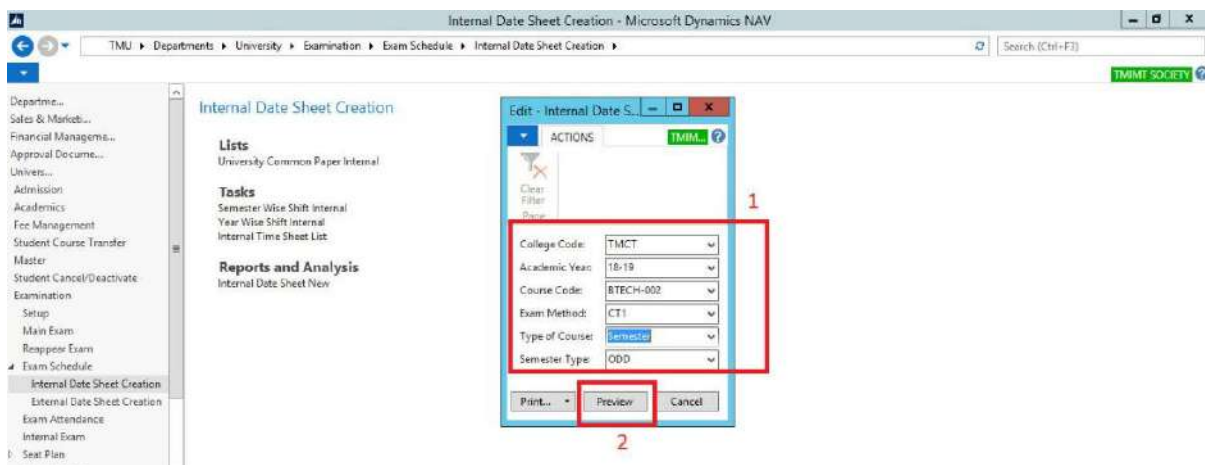 Internal Date Sheet Creation - Microsoft Dynamics NAV
TMU ▸ Departments ▸ University ▸ Examination ▸ Exam Schedule ▸ Internal Date Sheet Creation ▸
Search (Ctrl+F3)
TMIMT SOCIETY
Departme...
Sales & Marketi...
Financial Manageme...
Approval Docume...
Univers...
Admission
Academics
Fee Management
Student Course Transfer
Master
Student Cancel/Deactivate
Examination
Setup
Main Exam
Reappear Exam
Exam Schedule
Internal Date Sheet Creation
External Date Sheet Creation
Exam Attendance
Internal Exam
Seat Plan
Internal Date Sheet Creation
Lists
University Common Paper Internal
Tasks
Semester Wise Shift Internal
Year Wise Shift Internal
Internal Time Sheet List
Reports and Analysis
Internal Date Sheet New
Edit - Internal Date S...
ACTIONS
TMIM...
Clear
Filter
Page
1
College Code: TMCT
Academic Year: 18-19
Course Code: BTECH-002
Exam Method: CT1
Type of Course: Semester
Semester Type: ODD
Print... Preview Cancel
2